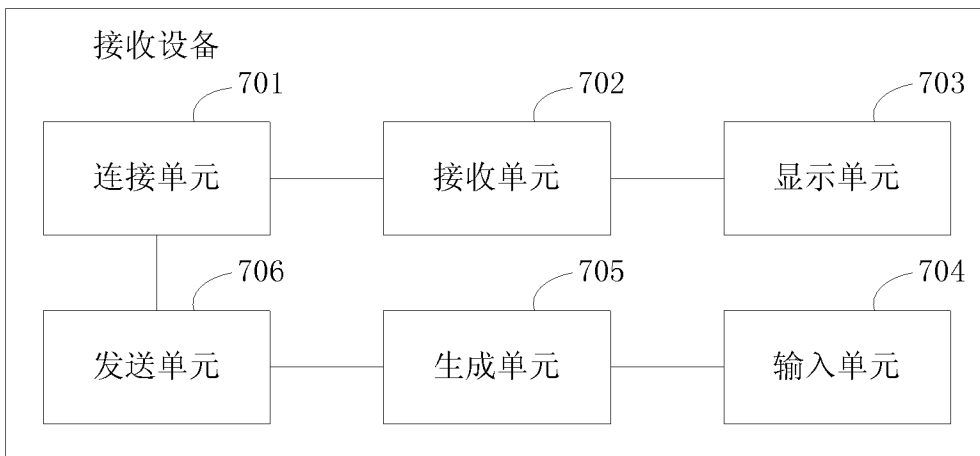 接收设备
701
702
703
连接单元
接收单元
显示单元
706
705
704
发送单元
生成单元
输入单元